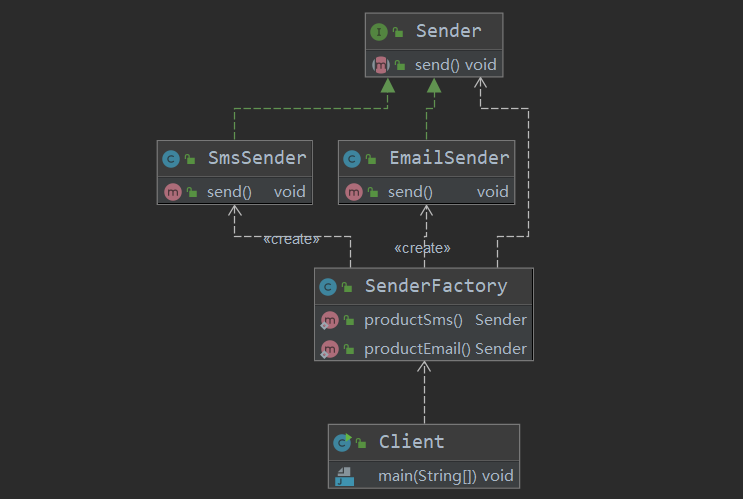 Sender
send() void
SmsSender
send() void
EmailSender
send() void
«create»
«create»
SenderFactory
productSms() Sender
productEmail() Sender
Client
main(String[]) void